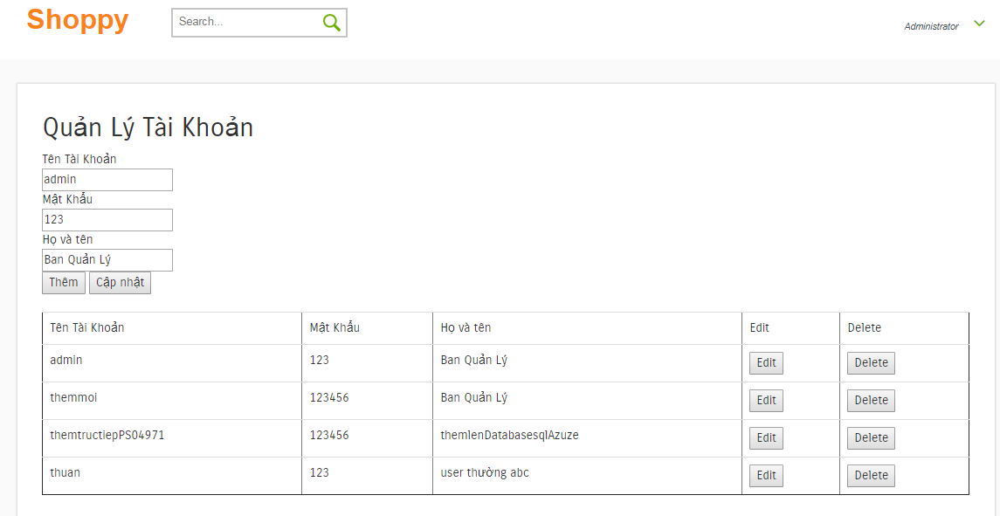 Shoppy
Search...
Administrator
Quản Lý Tài Khoản
Tên Tài Khoản
admin
Mật Khẩu
123
Họ và tên
Ban Quản Lý
Thêm Cập nhật
Tên Tài Khoản Mật Khẩu Họ và tên Edit Delete
admin 123 Ban Quản Lý Edit Delete
themmoi 123456 Ban Quản Lý Edit Delete
themtructiepPS04971 123456 themlenDatabasesqlAzuze Edit Delete
thuan 123 user thường abc Edit Delete